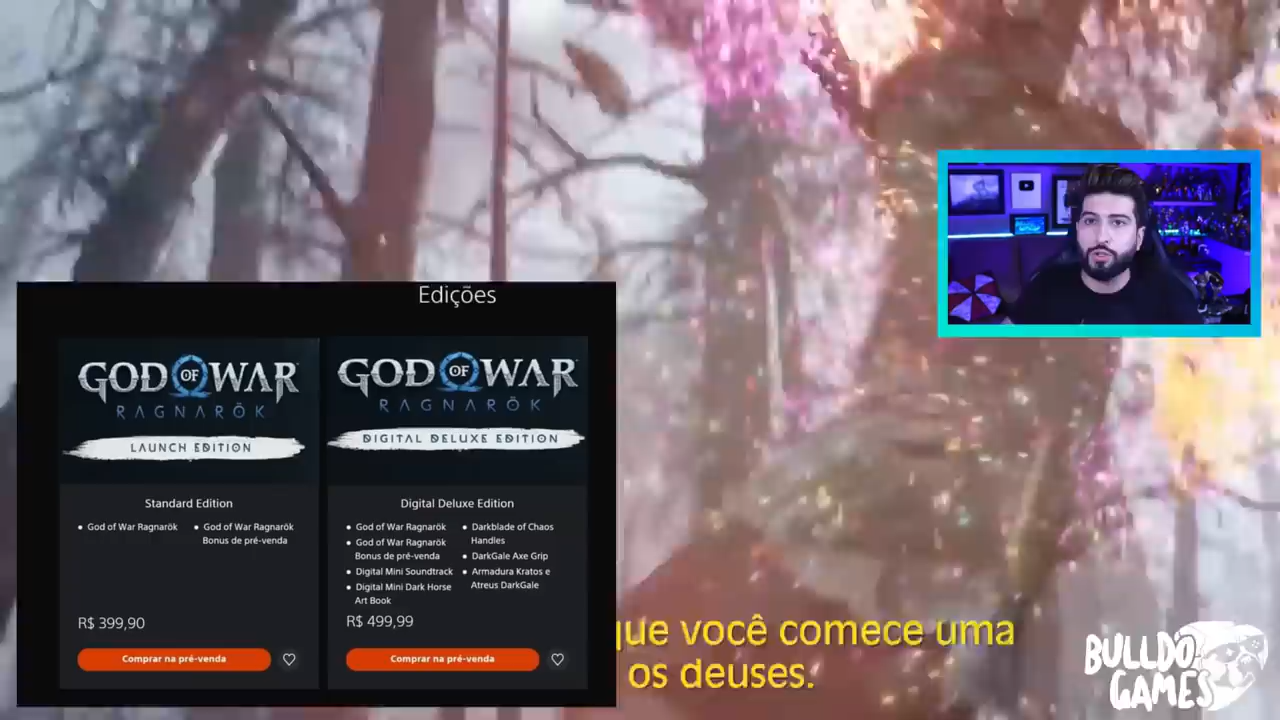 Edições
GOD OF WAR
RAGNARÖK
LAUNCH EDITION
Standard Edition
• God of War Ragnarök
• God of War Ragnarök
Bonus de pré-venda
R$ 399,90
Comprar na pré-venda
GOD OF WAR
RAGNARÖK
DIGITAL DELUXE EDITION
Digital Deluxe Edition
• God of War Ragnarök
• God of War Ragnarök
Bonus de pré-venda
• Digital Mini Soundtrack
• Digital Mini Dark Horse
Art Book
• Darkblade of Chaos
Handles
• DarkGale Axe Grip
• Armadura Kratos e
Atreus DarkGale
R$ 499,99
Comprar na pré-venda
que você comece uma
os deuses.
BULLDOG
GAMES